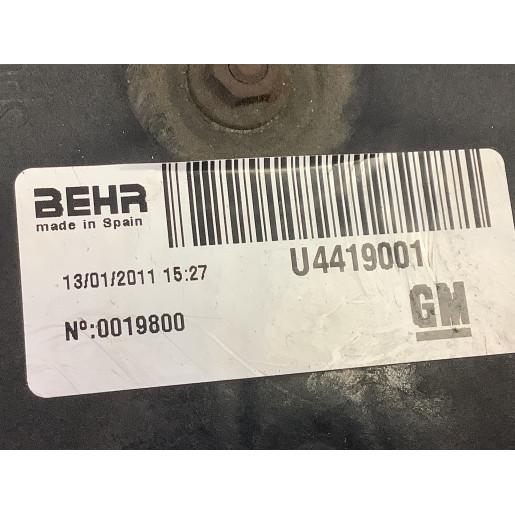 BEHR
made in Spain
U4419001
13/01/2011 15:27
GM
Nº:0019800